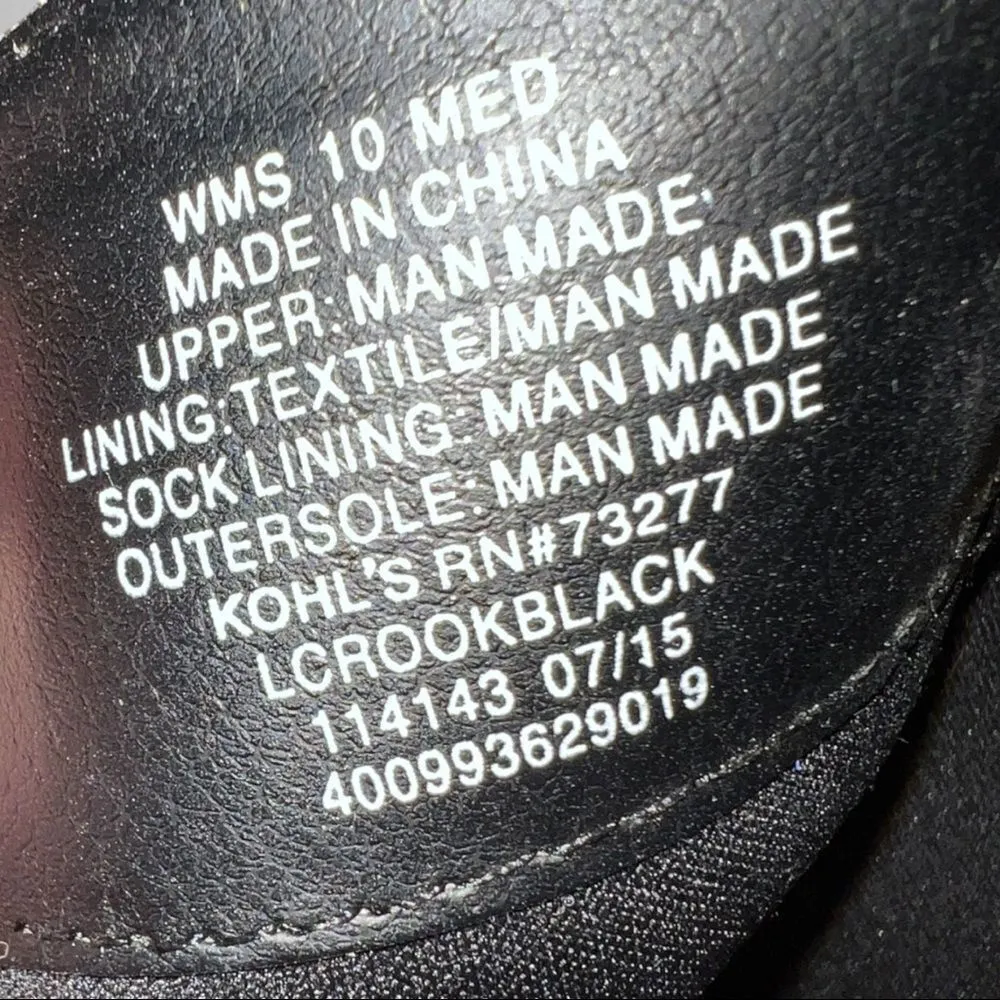 WMS 10 MED
MADE IN CHINA
UPPER: MAN MADE
LINING: TEXTILE/MAN MADE
SOCK LINING: MAN MADE
OUTERSOLE: MAN MADE
KOHL'S RN#73277
LCROOKBLACK
114143 07/15
400993629019